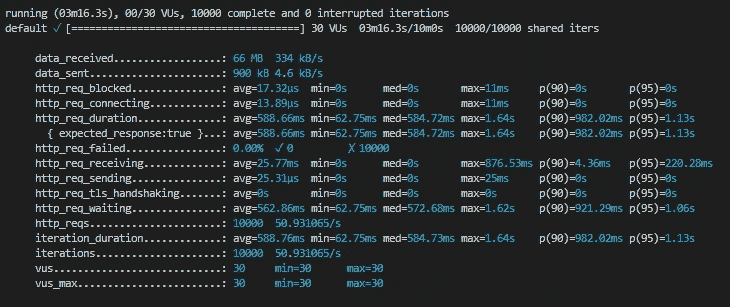 running (03m16.3s), 00/30 VUs, 10000 complete and 0 interrupted iterations
default ✓ [======================================] 30 VUs  03m16.3s/10m0s  10000/10000 shared iters

data_received..................: 66 MB  334 kB/s
data_sent......................: 900 kB 4.6 kB/s
http_req_blocked...............: avg=17.32µs  min=0s      med=0s       max=11ms     p(90)=0s       p(95)=0s
http_req_connecting............: avg=13.89µs  min=0s      med=0s       max=11ms     p(90)=0s       p(95)=0s
http_req_duration..............: avg=588.66ms min=62.75ms med=584.72ms max=1.64s    p(90)=982.02ms p(95)=1.13s
{ expected_response:true }...: avg=588.66ms min=62.75ms med=584.72ms max=1.64s    p(90)=982.02ms p(95)=1.13s
http_req_failed................: 0.00%  ✓ 0         ✗ 10000
http_req_receiving.............: avg=25.77ms  min=0s      med=0s       max=876.53ms p(90)=4.36ms   p(95)=220.28ms
http_req_sending...............: avg=25.31µs  min=0s      med=0s       max=25ms     p(90)=0s       p(95)=0s
http_req_tls_handshaking.......: avg=0s       min=0s      med=0s       max=0s       p(90)=0s       p(95)=0s
http_req_waiting...............: avg=562.86ms min=62.75ms med=572.68ms max=1.62s    p(90)=921.29ms p(95)=1.06s
http_reqs......................: 10000  50.931065/s
iteration_duration.............: avg=588.76ms min=62.75ms med=584.73ms max=1.64s    p(90)=982.02ms p(95)=1.13s
iterations.....................: 10000  50.931065/s
vus............................: 30     min=30      max=30
vus_max........................: 30     min=30      max=30